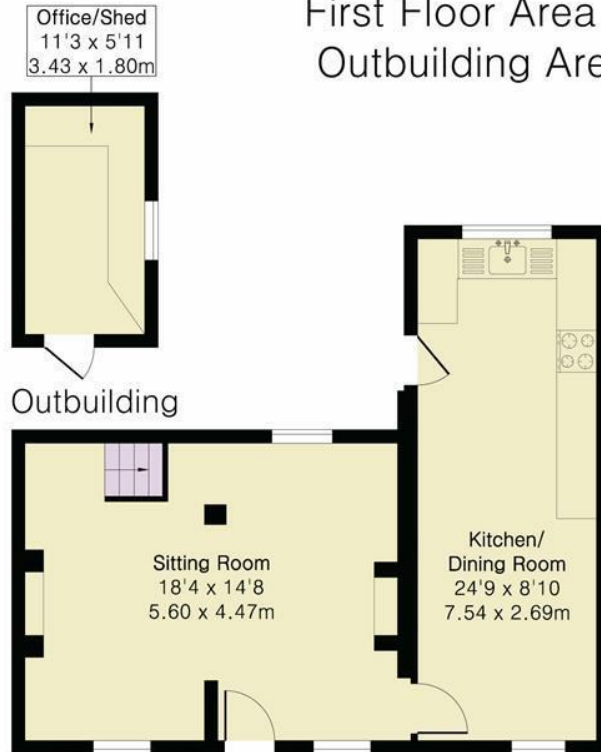 First Floor Area
Outbuilding Are
Office/Shed
11'3 x 5'11
3.43 x 1.80m
Outbuilding
Sitting Room
18'4 x 14'8
5.60 x 4.47m
Kitchen/
Dining Room
24'9 x 8'10
7.54 x 2.69m